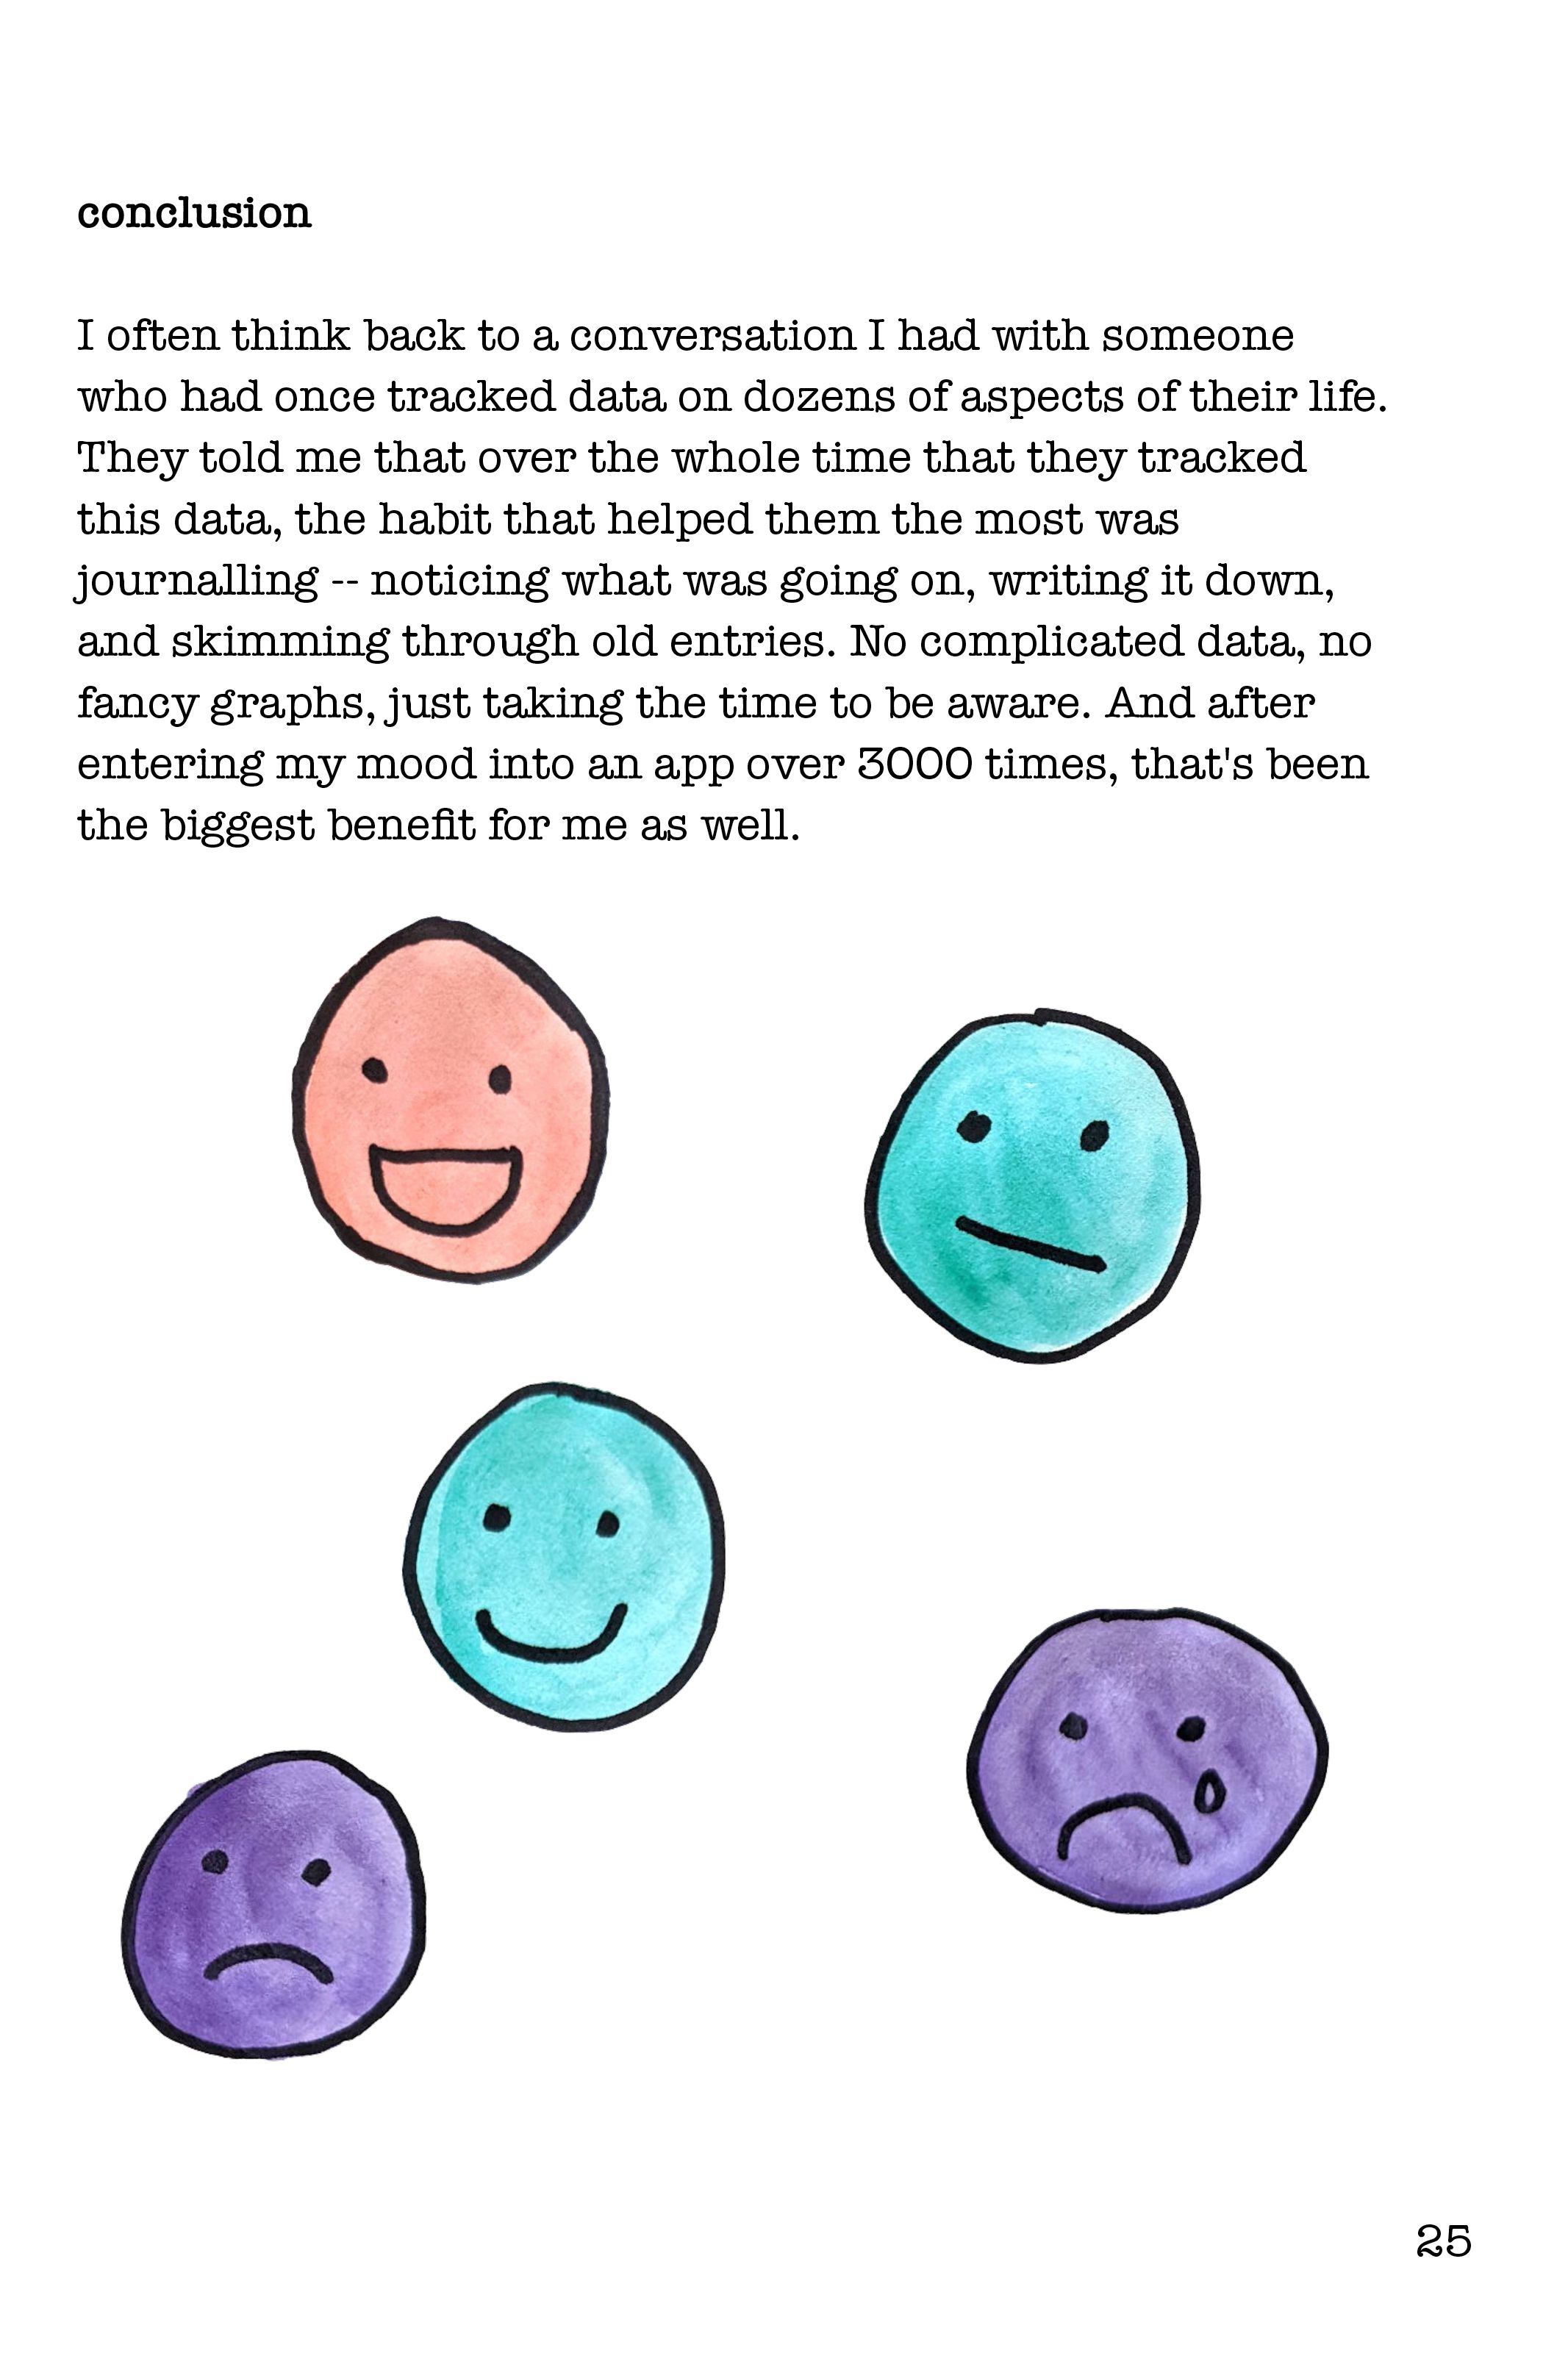 conclusion
I often think back to a conversation I had with someone
who had once tracked data on dozens of aspects of their life.
They told me that over the whole time that they tracked
this data, the habit that helped them the most was
journalling -- noticing what was going on, writing it down,
and skimming through old entries. No complicated data, no
fancy graphs, just taking the time to be aware. And after
entering my mood into an app over 3000 times, that's been
the biggest benefit for me as well.
25